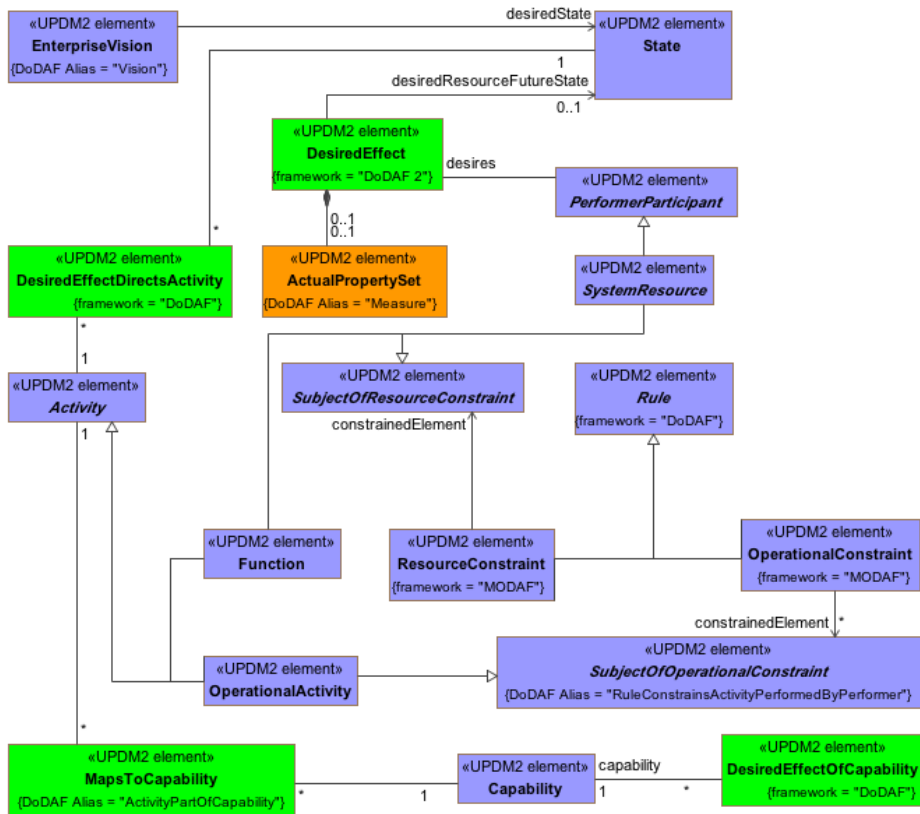 «UPDM2 element»
EnterpriseVision
{DoDAF Alias = "Vision"}
desiredState
«UPDM2 element»
State
1
desiredResourceFutureState
0..1
«UPDM2 element»
DesiredEffect
{framework = "DoDAF 2"}
desires
«UPDM2 element»
PerformerParticipant
0..1
0..1
*
«UPDM2 element»
DesiredEffectDirectsActivity
{framework = "DoDAF"}
«UPDM2 element»
ActualPropertySet
{DoDAF Alias = "Measure"}
«UPDM2 element»
SystemResource
*
1
«UPDM2 element»
Activity
1
«UPDM2 element»
SubjectOfResourceConstraint
constrainedElement
«UPDM2 element»
Rule
{framework = "DoDAF"}
«UPDM2 element»
Function
«UPDM2 element»
ResourceConstraint
{framework = "MODAF"}
«UPDM2 element»
OperationalConstraint
{framework = "MODAF"}
constrainedElement
*
«UPDM2 element»
OperationalActivity
«UPDM2 element»
SubjectOfOperationalConstraint
{DoDAF Alias = "RuleConstrainsActivityPerformedByPerformer"}
*
«UPDM2 element»
MapsToCapability
{DoDAF Alias = "ActivityPartOfCapability"}
*
1
«UPDM2 element»
Capability
capability
1
*
«UPDM2 element»
DesiredEffectOfCapability
{framework = "DoDAF"}